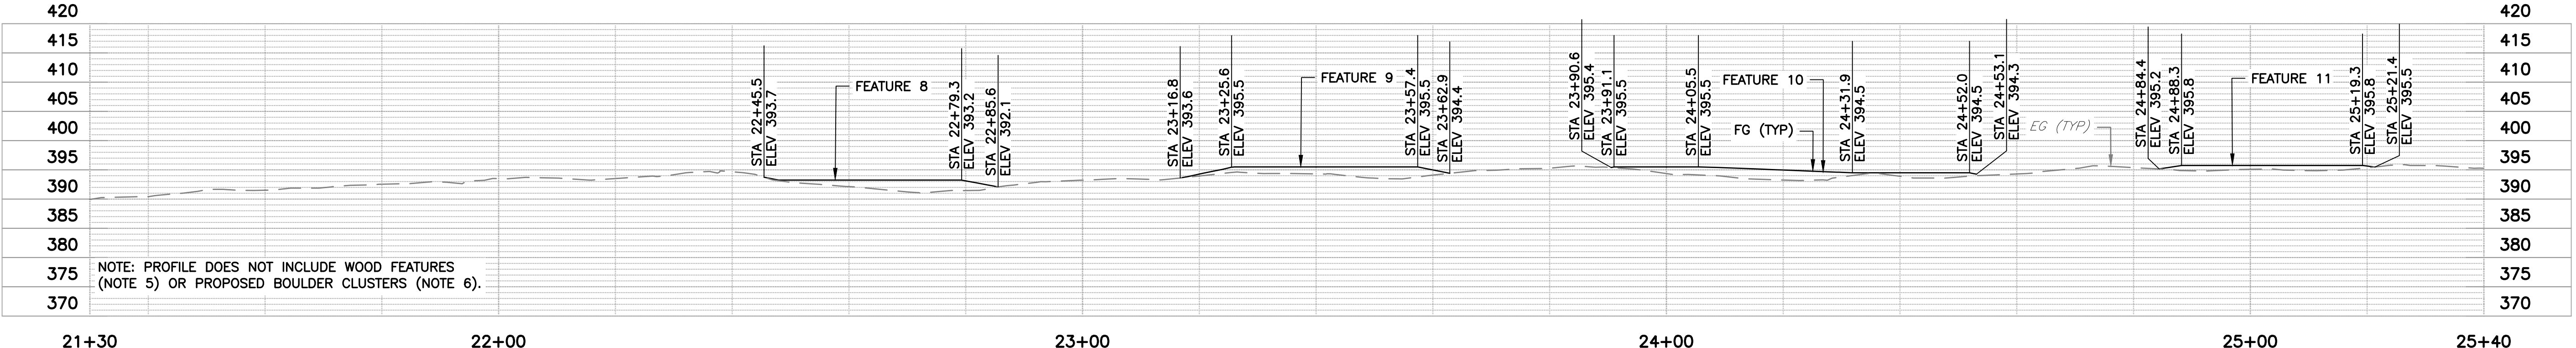 420
415
410
405
400
395
390
385
380
375
370
STA 22+45.5
ELEV 393.7
FEATURE 8
STA 22+79.3
ELEV 393.2
STA 22+85.6
ELEV 392.1
STA 23+16.8
ELEV 393.6
STA 23+25.6
ELEV 395.5
FEATURE 9
STA 23+57.4
ELEV 395.5
STA 23+62.9
ELEV 394.4
STA 23+90.6
ELEV 395.4
STA 23+91.1
ELEV 395.5
STA 24+05.5
ELEV 395.5
FEATURE 10
FG (TYP)
STA 24+31.9
ELEV 394.5
STA 24+52.0
ELEV 394.5
STA 24+53.1
ELEV 394.3
EG (TYP)
STA 24+84.4
ELEV 395.2
STA 24+88.3
ELEV 395.8
FEATURE 11
STA 25+19.3
ELEV 395.8
STA 25+21.4
ELEV 395.5
420
415
410
405
400
395
390
385
380
375
370
NOTE: PROFILE DOES NOT INCLUDE WOOD FEATURES
(NOTE 5) OR PROPOSED BOULDER CLUSTERS (NOTE 6).
21+30
22+00
23+00
24+00
25+00
25+40